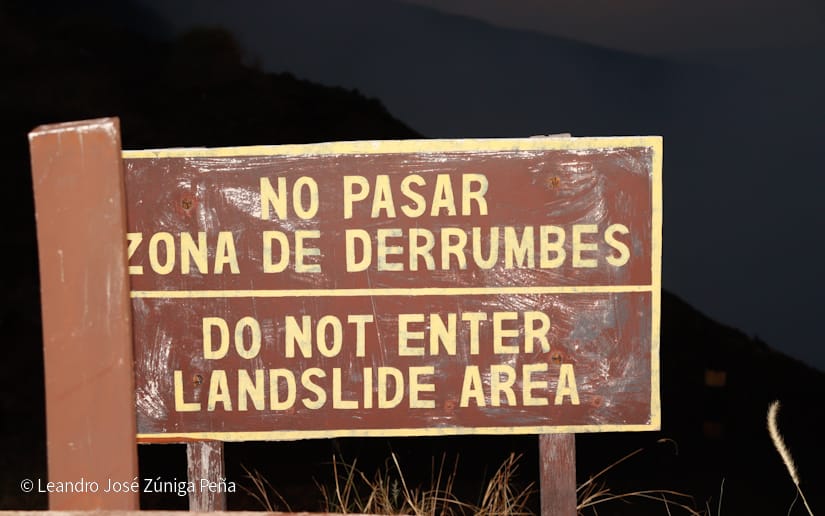 NO PASAR
ZONA DE DERRUMBES
DO NOT ENTER
LANDSLIDE AREA
© Leandro José Zúniga Peña